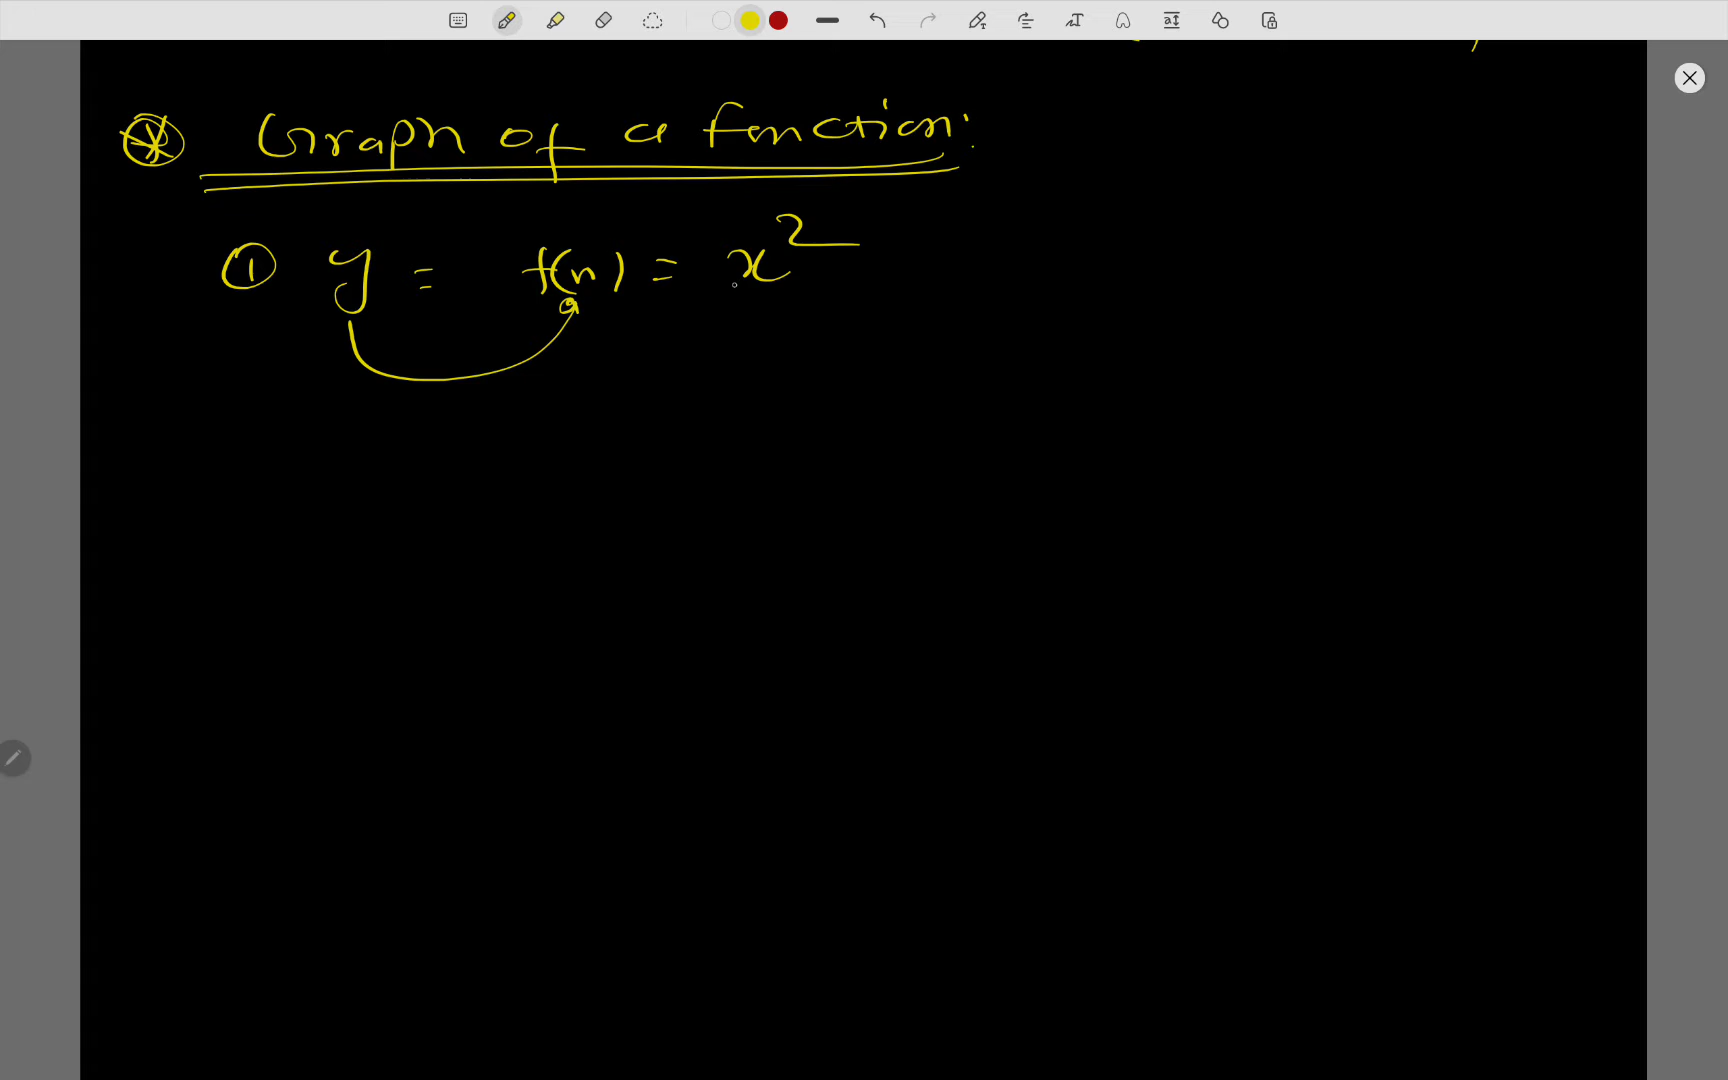 Graph of a function:
① y = f(n) = x²